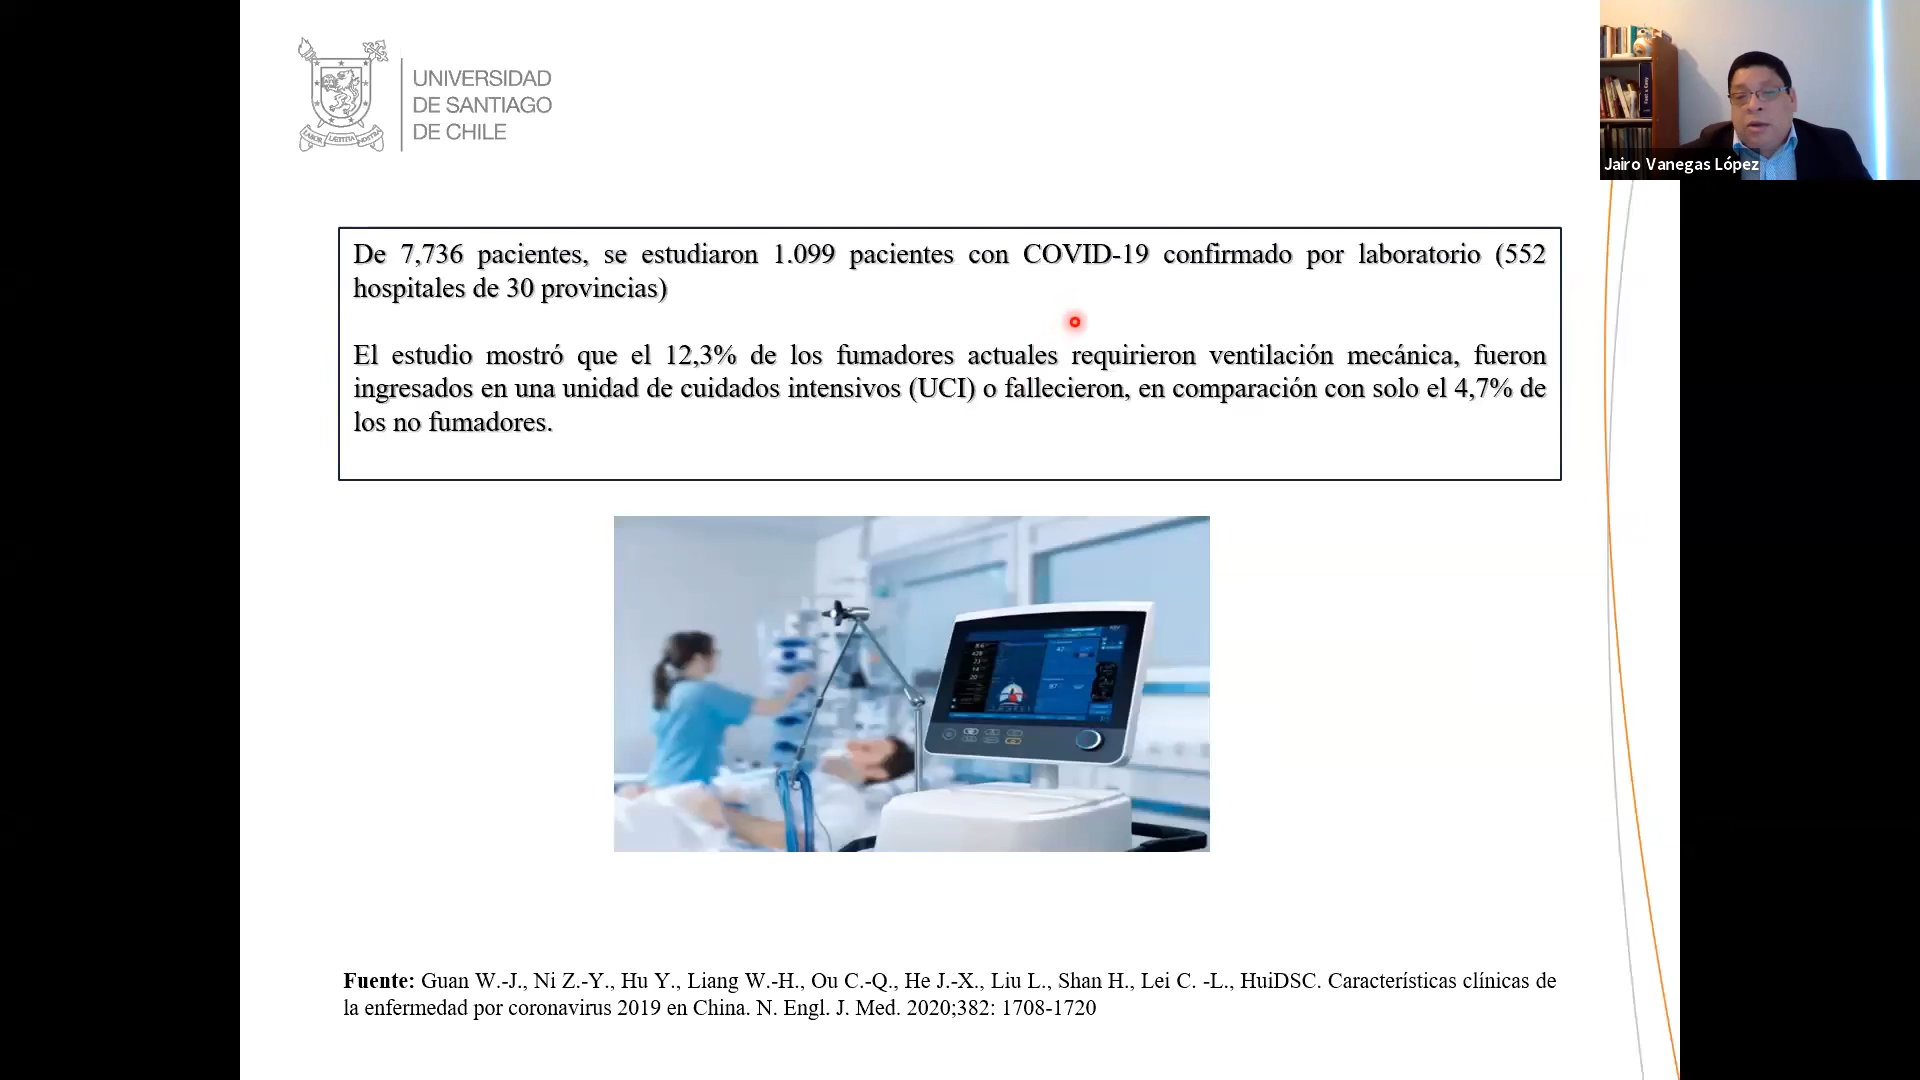 UNIVERSIDAD
DE SANTIAGO
DE CHILE
LABOR LÆTITIA NOSTRA
Jairo Vanegas López
De 7,736 pacientes, se estudiaron 1.099 pacientes con COVID-19 confirmado por laboratorio (552
hospitales de 30 provincias)
El estudio mostró que el 12,3% de los fumadores actuales requirieron ventilación mecánica, fueron
ingresados en una unidad de cuidados intensivos (UCI) o fallecieron, en comparación con solo el 4,7% de
los no fumadores.
Fuente: Guan W.-J., Ni Z.-Y., Hu Y., Liang W.-H., Ou C.-Q., He J.-X., Liu L., Shan H., Lei C. -L., HuiDSC. Características clínicas de
la enfermedad por coronavirus 2019 en China. N. Engl. J. Med. 2020;382: 1708-1720